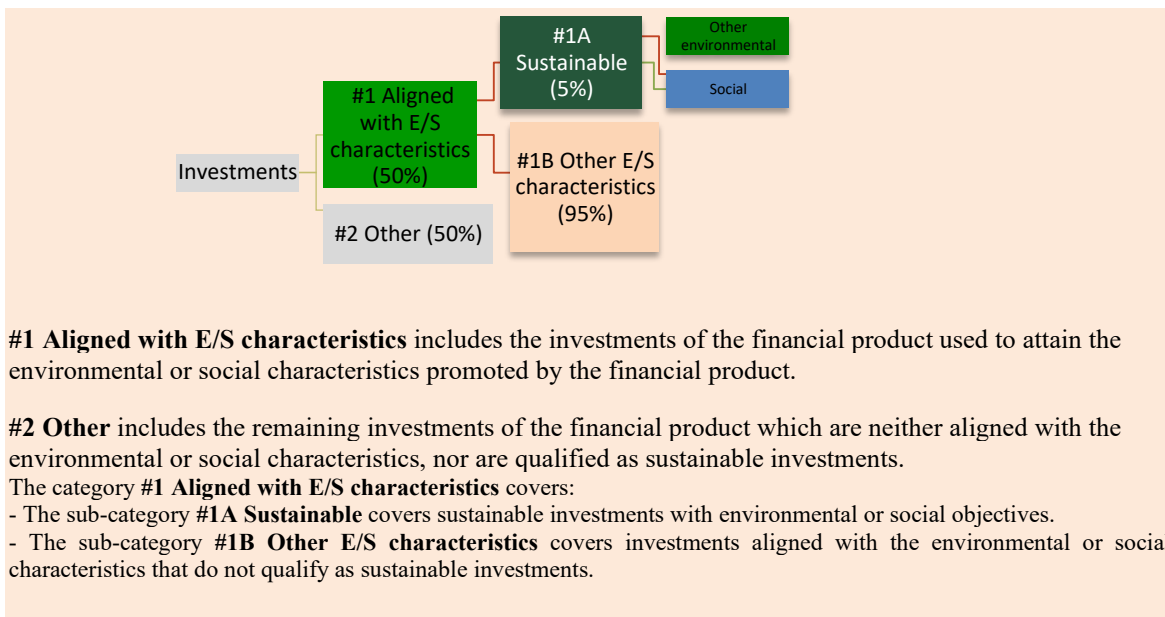 #1A
Sustainable
(5%)
Other
environmental
Social
#1 Aligned
with E/S
characteristics
(50%)
#1B Other E/S
characteristics
(95%)
Investments
#2 Other (50%)
#1 Aligned with E/S characteristics includes the investments of the financial product used to attain the
environmental or social characteristics promoted by the financial product.
#2 Other includes the remaining investments of the financial product which are neither aligned with the
environmental or social characteristics, nor are qualified as sustainable investments.
The category #1 Aligned with E/S characteristics covers:
- The sub-category #1A Sustainable covers sustainable investments with environmental or social objectives.
- The sub-category #1B Other E/S characteristics covers investments aligned with the environmental or socia
characteristics that do not qualify as sustainable investments.